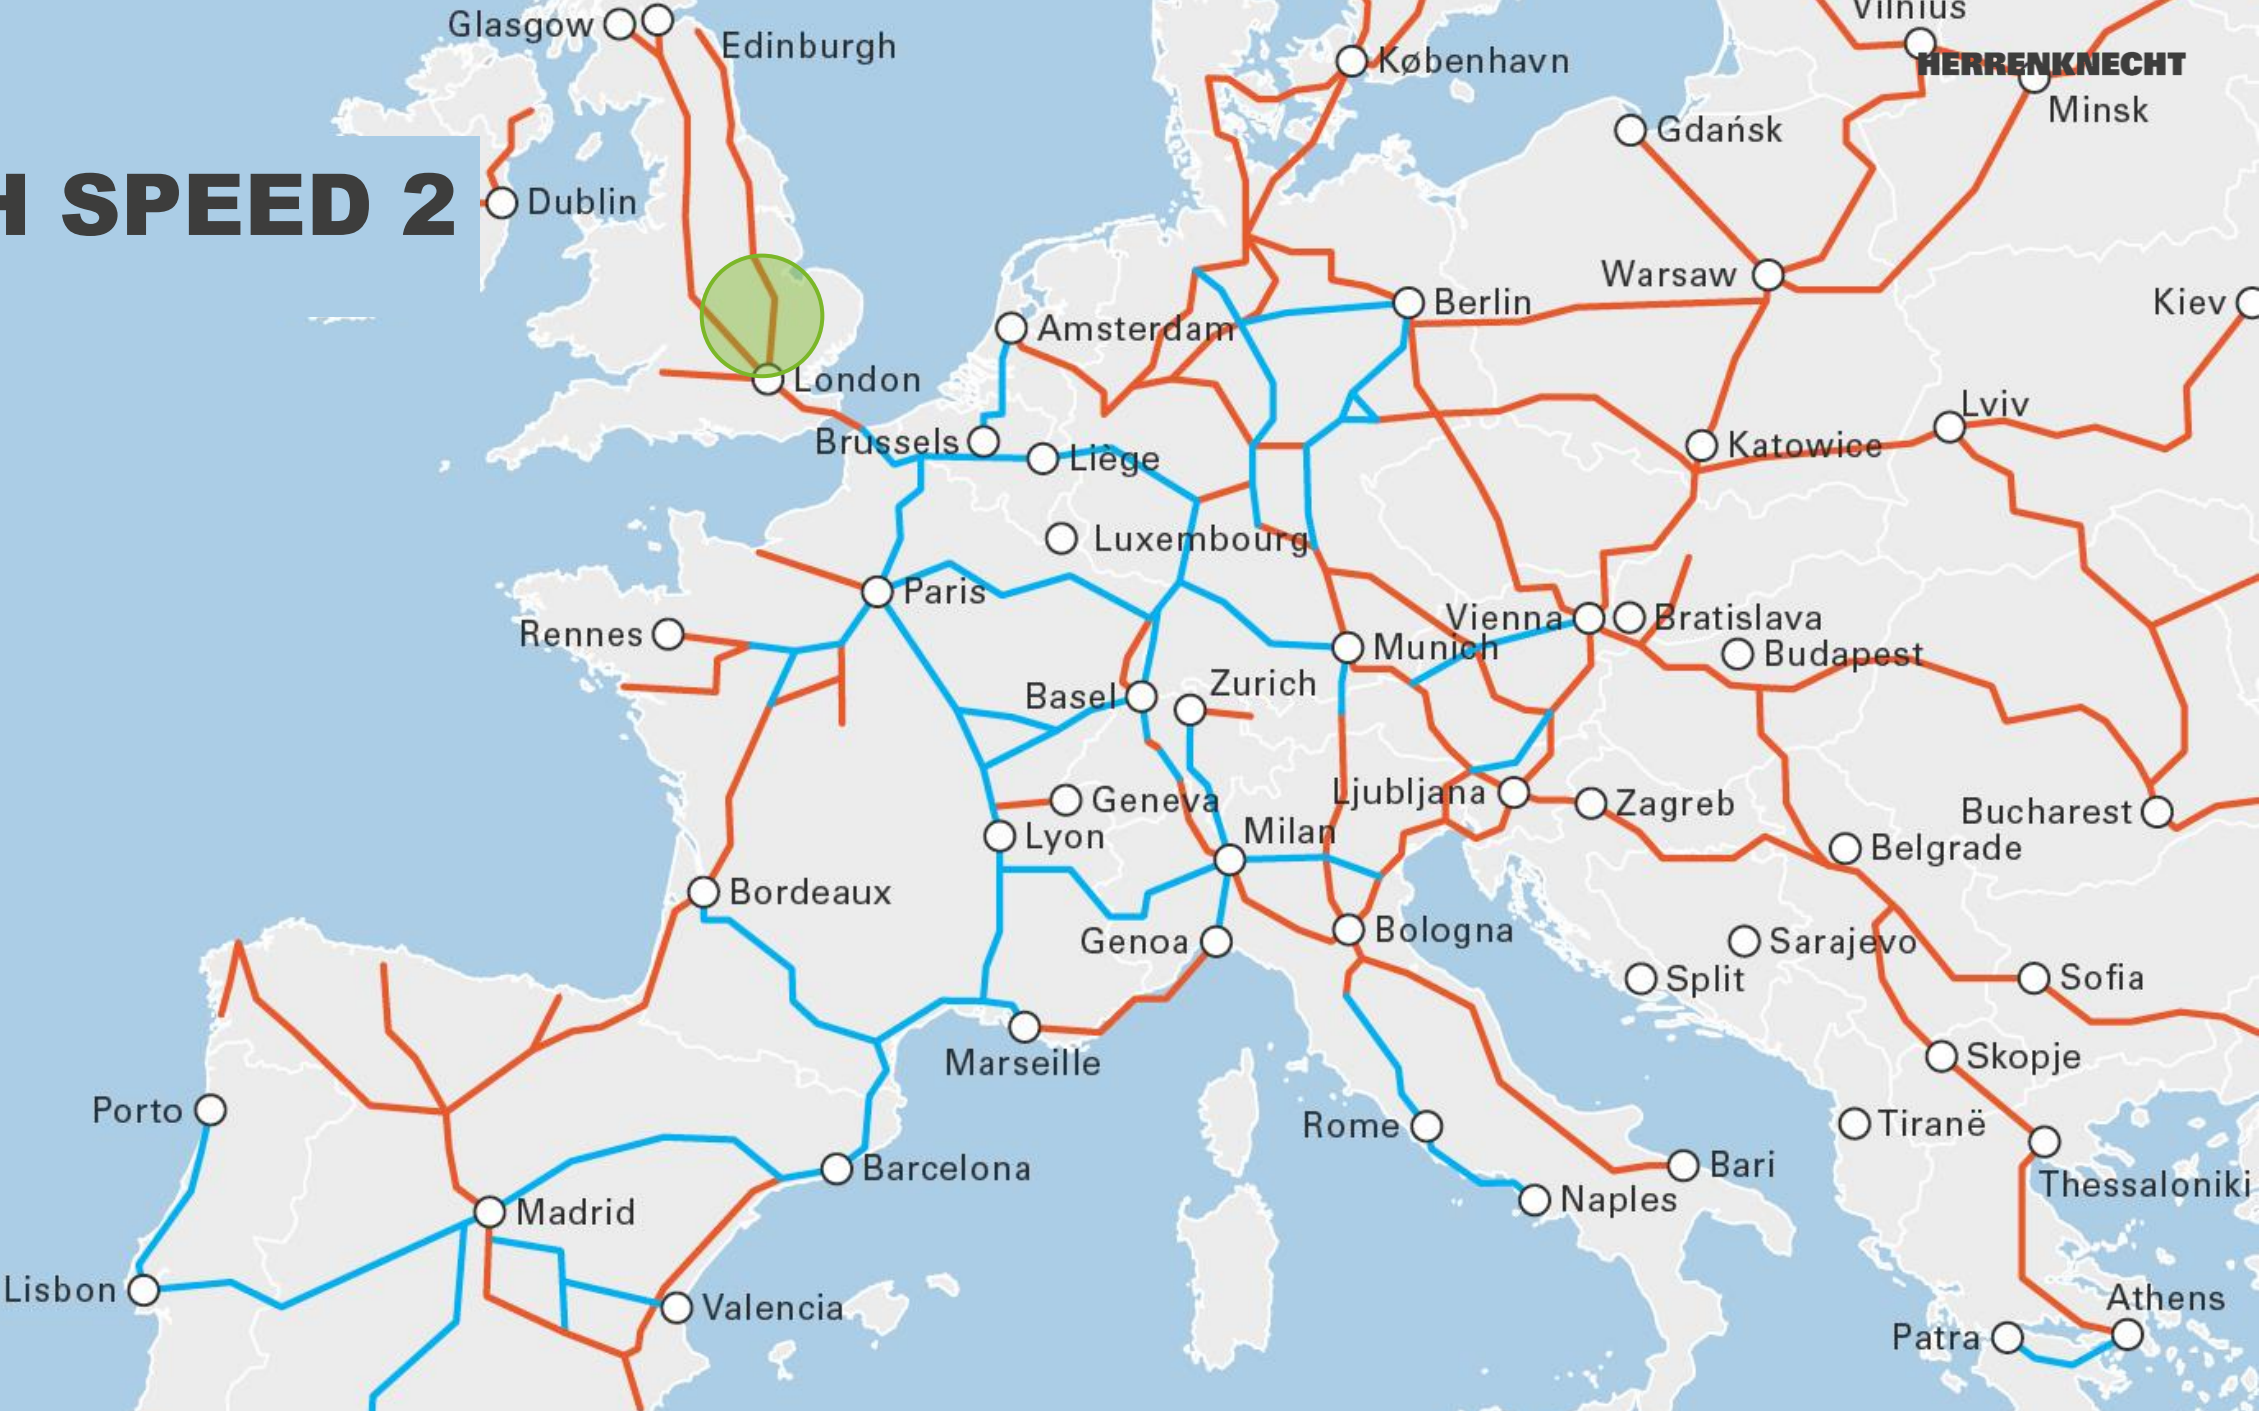 Glasgow
Edinburgh
København
Vilnius
HERRENKNECHT
Minsk
Gdańsk
H SPEED 2
Dublin
Warsaw
Berlin
Kiev
Amsterdam
London
Lviv
Brussels
Liège
Katowice
Luxembourg
Paris
Rennes
Vienna
Bratislava
Munich
Budapest
Basel
Zurich
Geneva
Ljubljana
Zagreb
Bucharest
Lyon
Milan
Belgrade
Bordeaux
Genoa
Bologna
Sarajevo
Split
Sofia
Marseille
Skopje
Porto
Rome
Tiranë
Barcelona
Bari
Thessaloniki
Madrid
Naples
Lisbon
Valencia
Athens
Patra